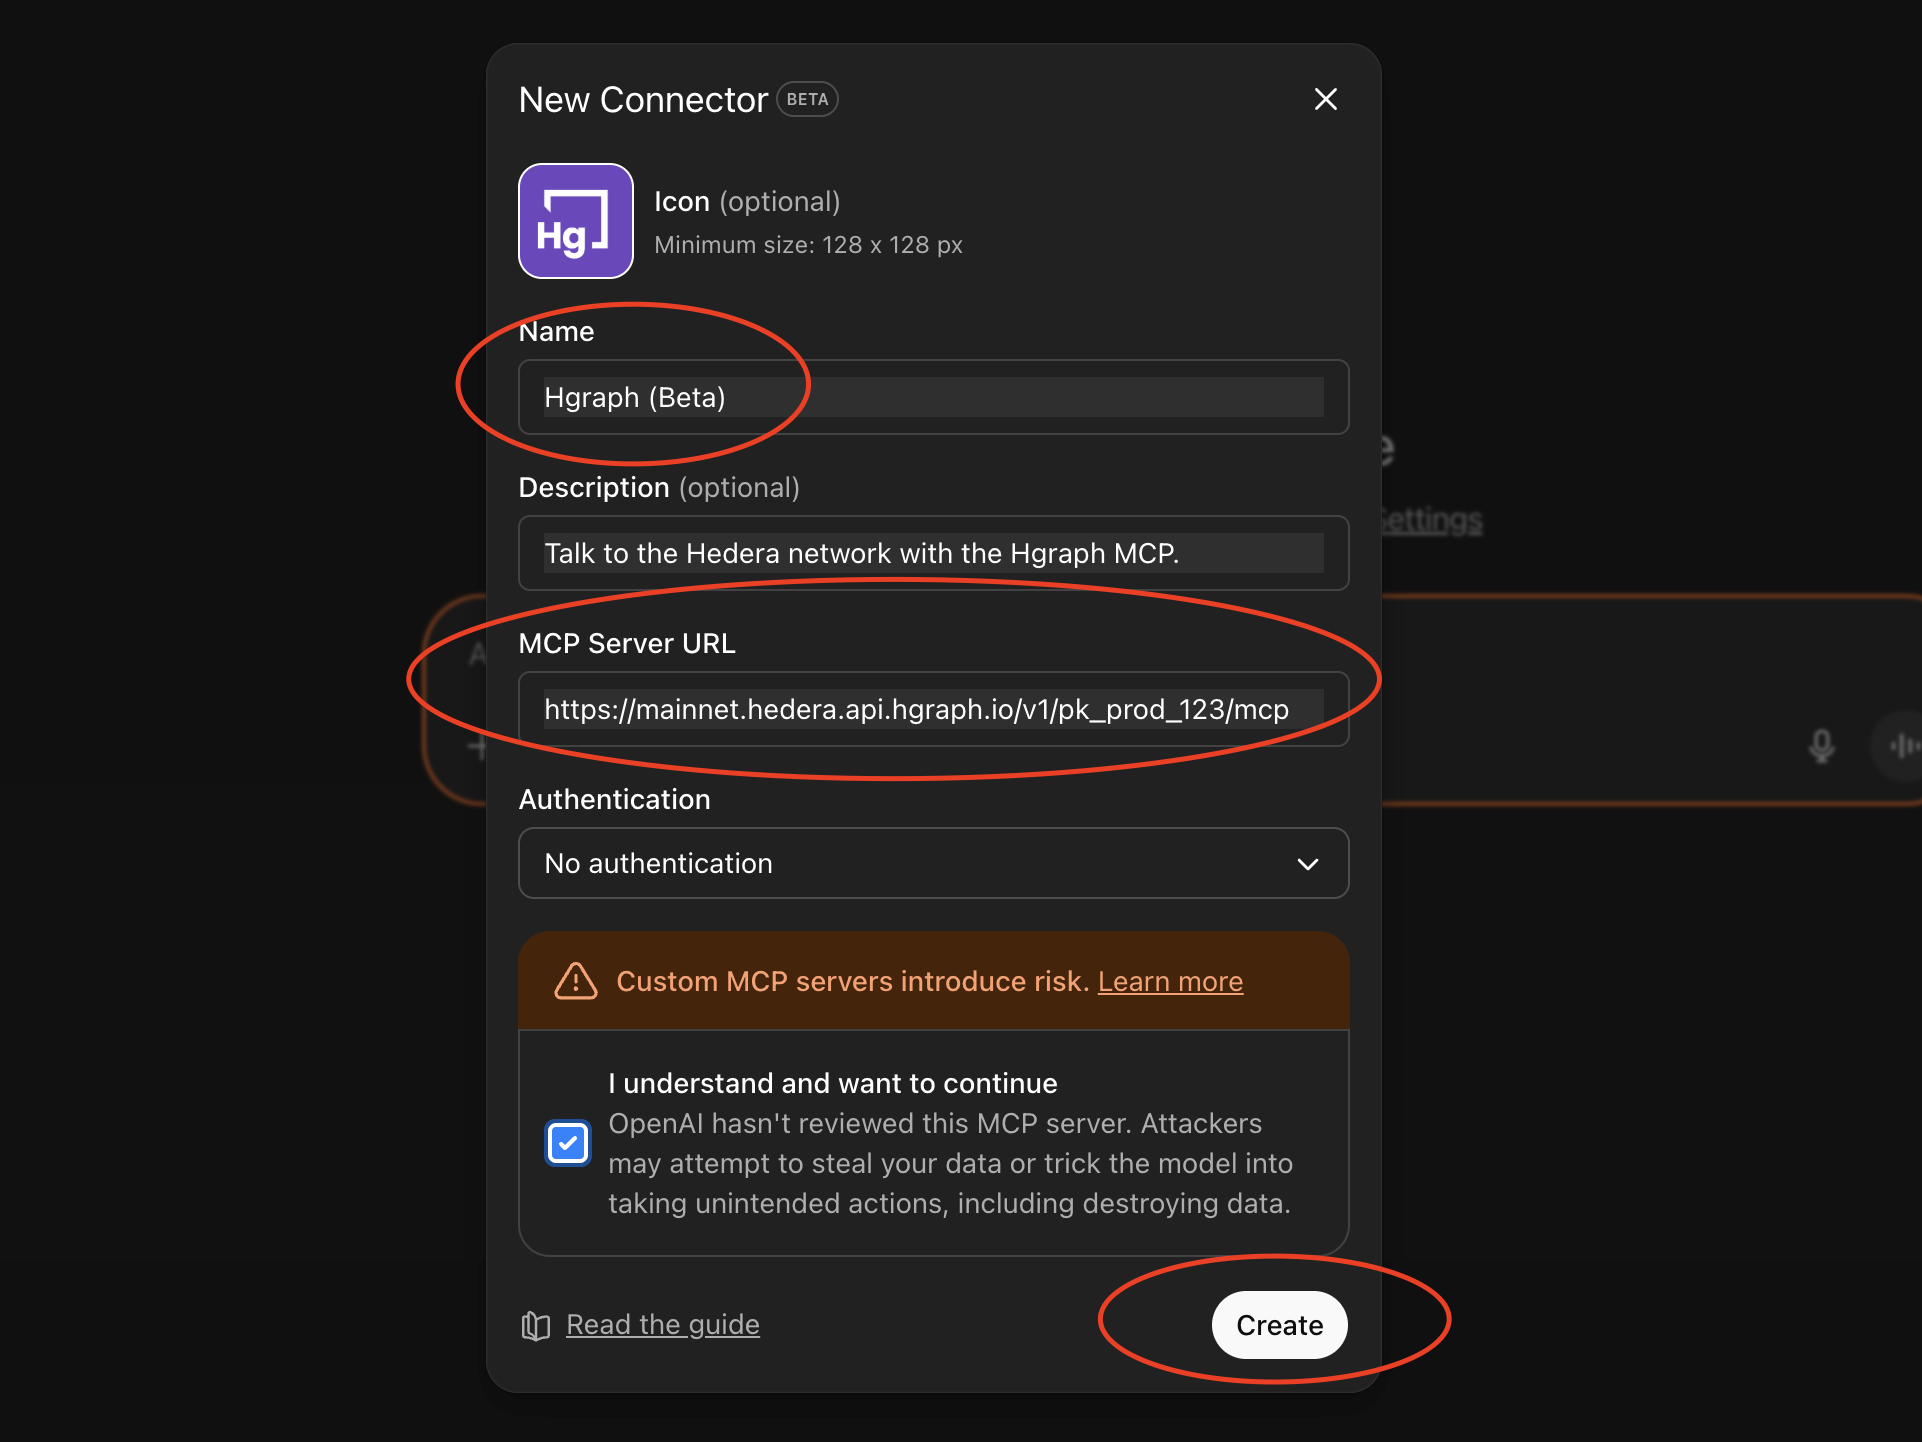 New Connector BETA
Hg
Icon (optional)
Minimum size: 128 x 128 px
Name
Hgraph (Beta)
Description (optional)
Talk to the Hedera network with the Hgraph MCP.
Settings
MCP Server URL
https://mainnet.hedera.api.hgraph.io/v1/pk_prod_123/mcp
Authentication
No authentication
Custom MCP servers introduce risk. Learn more
I understand and want to continue
OpenAI hasn't reviewed this MCP server. Attackers
may attempt to steal your data or trick the model into
taking unintended actions, including destroying data.
Read the guide
Create